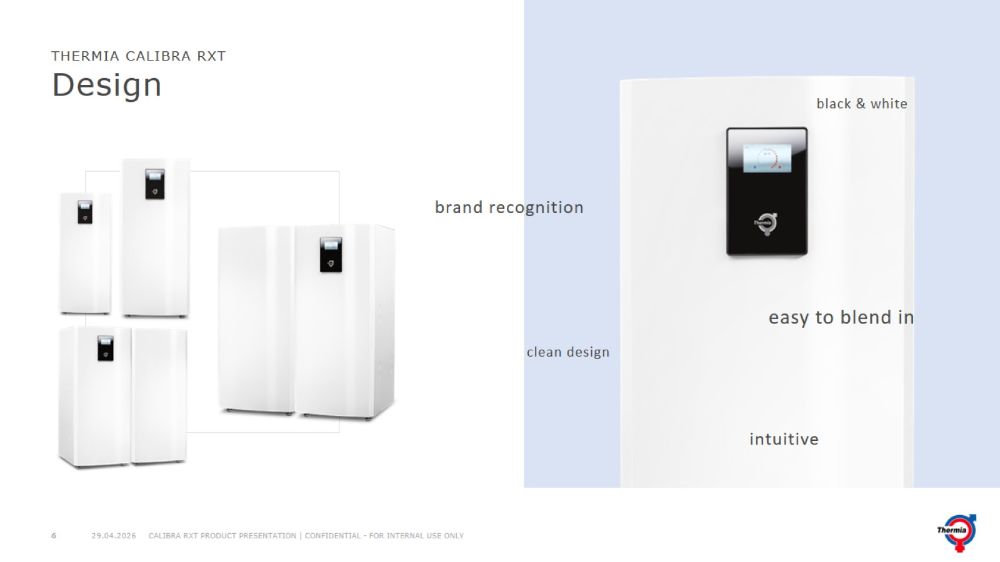 THERMIA CALIBRA RXT
Design
black & white
Thermia
brand recognition
easy to blend in
clean design
intuitive
6 29.04.2026 CALIBRA RXT PRODUCT PRESENTATION | CONFIDENTIAL - FOR INTERNAL USE ONLY
Thermia